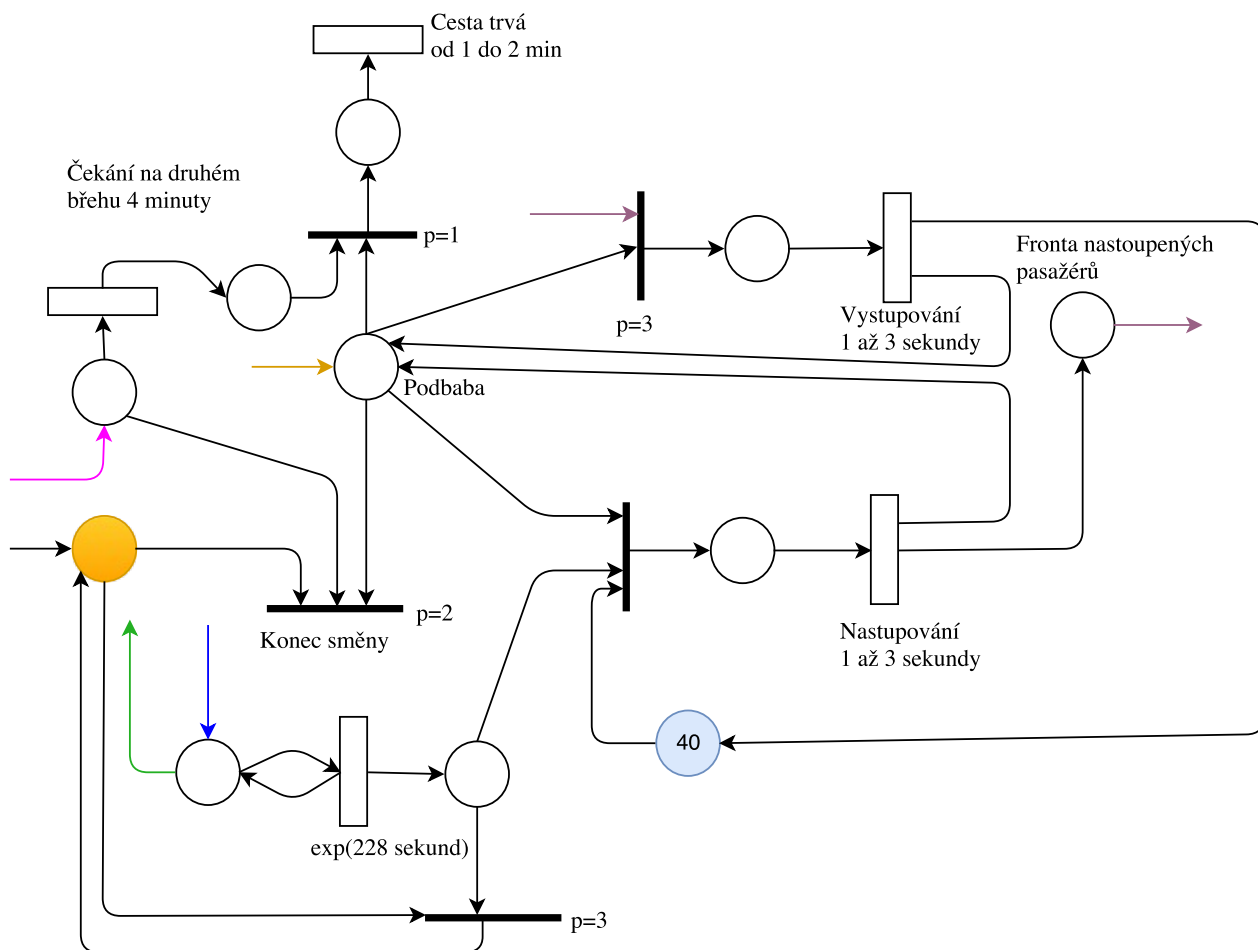 Cesta trvá
od 1 do 2 min
Čekání na druhém
břehu 4 minuty
p=1
Fronta nastoupených
pasažérů
p=3
Vystupování
1 až 3 sekundy
Podbaba
p=2
Konec směny
Nastupování
1 až 3 sekundy
40
exp(228 sekund)
p=3